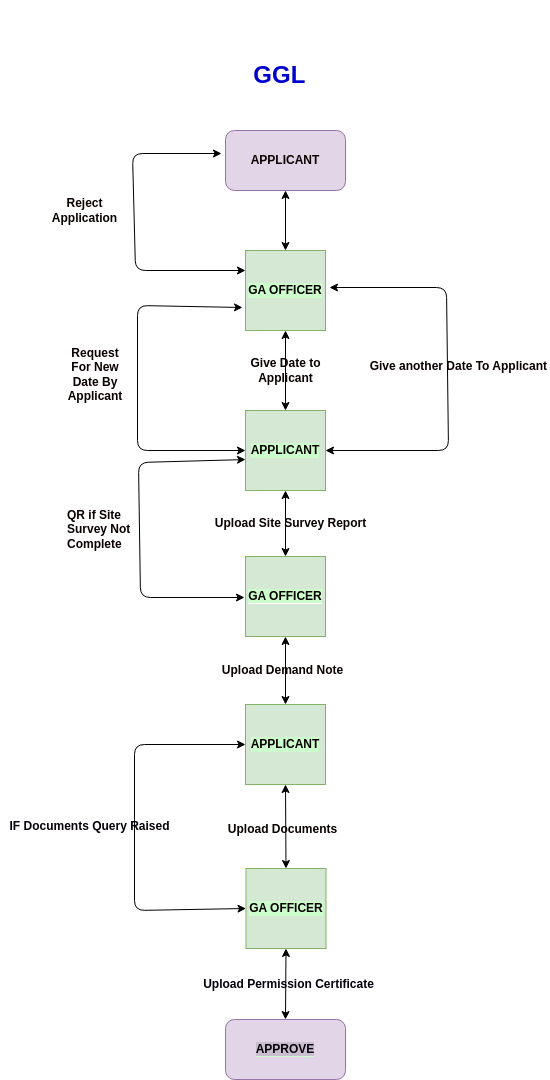 GGL
APPLICANT
Reject
Application
GA OFFICER
Request
For New
Date By
Applicant
Give Date to
Applicant
Give another Date To Applicant
APPLICANT
QR if Site
Survey Not
Complete
Upload Site Survey Report
GA OFFICER
Upload Demand Note
APPLICANT
IF Documents Query Raised
Upload Documents
GA OFFICER
Upload Permission Certificate
APPROVE